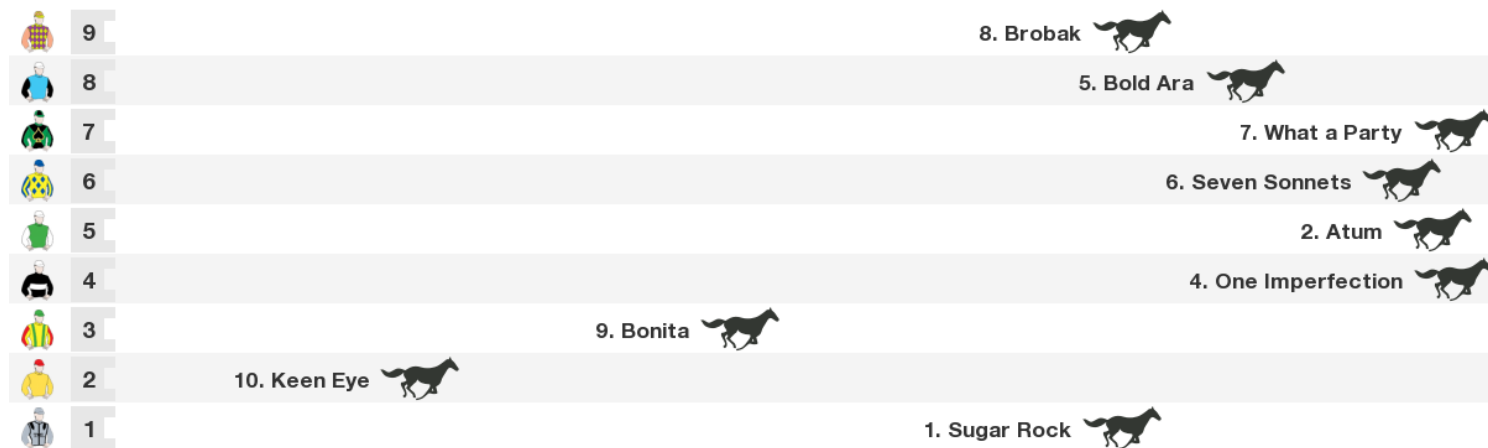 9 8. Brobak
8 5. Bold Ara
7 7. What a Party
6 6. Seven Sonnets
5 2. Atum
4 4. One Imperfection
3 9. Bonita
2 10. Keen Eye
1 1. Sugar Rock